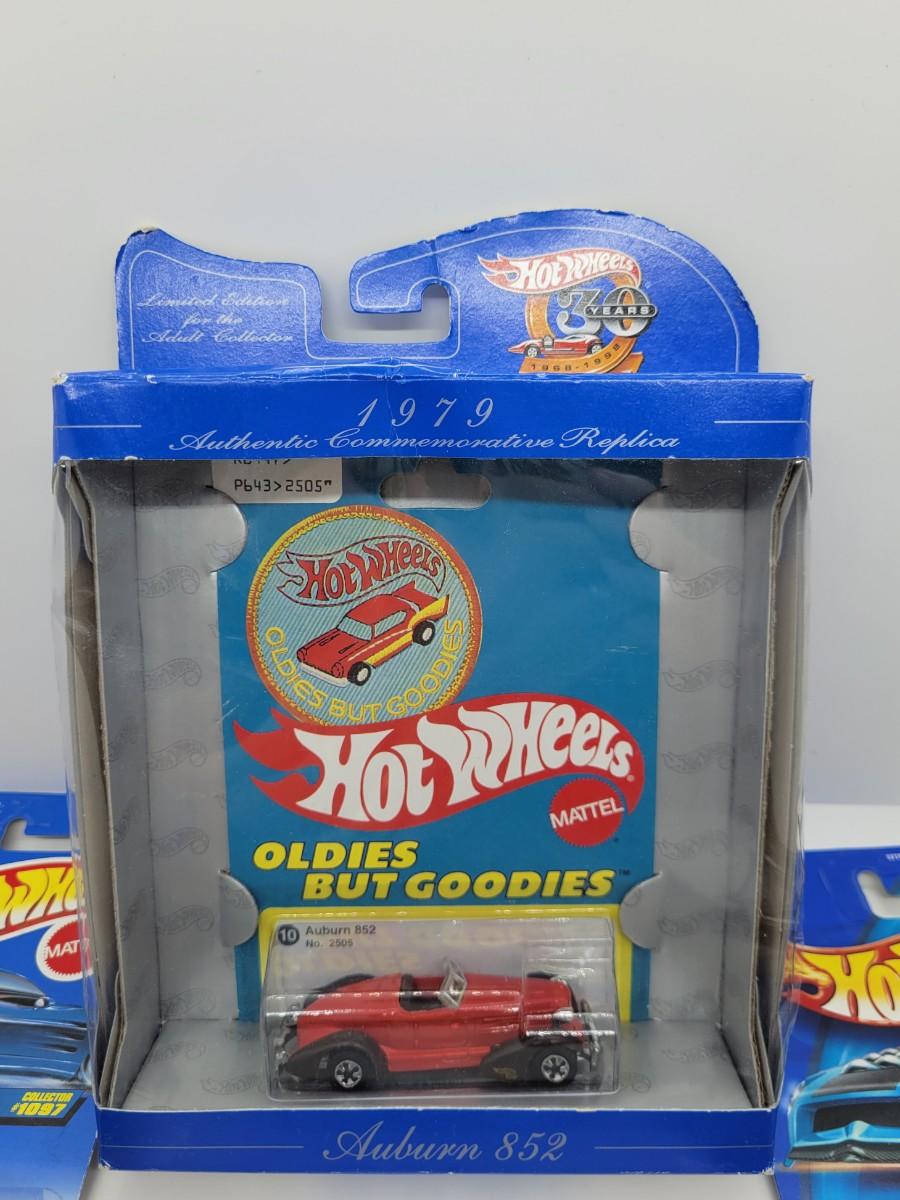 Limited Edition
for the
Adult Collector
HOT WHEELS
30
YEARS
1968-1998
1979
Authentic Commemorative Replica
P643>2505"
HOT WHEELS
OLDIES BUT GOODIES
HOT WHEELS®
MATTEL
OLDIES
BUT GOODIES™
10 Auburn 852
No. 2505
Auburn 852
COLLECTOR
#1097